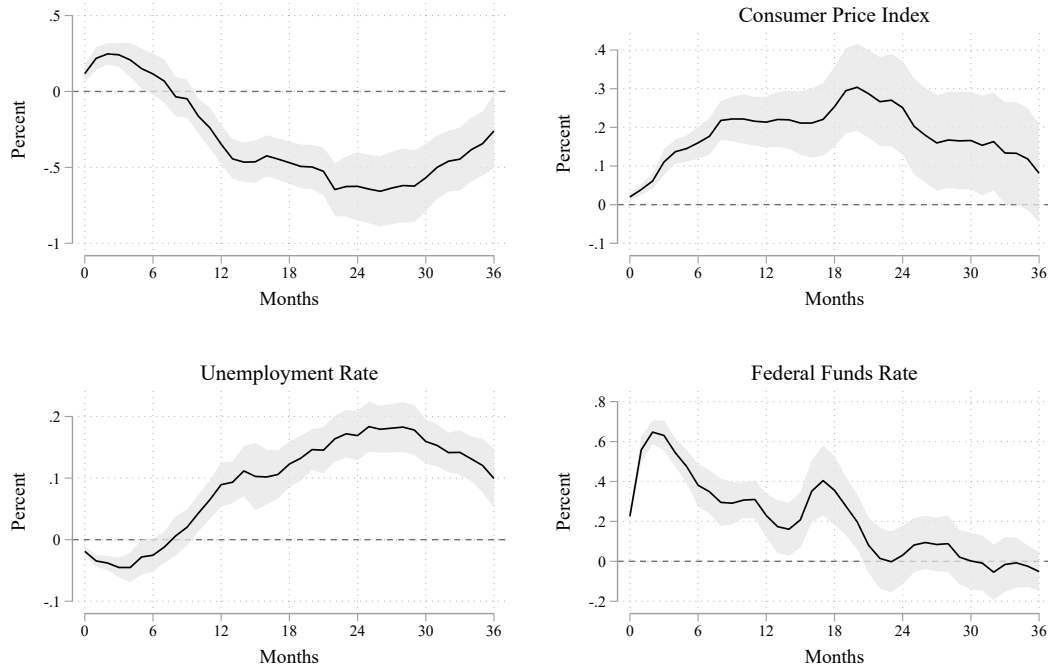 .5
0
-.5
-1
Percent
0 6 12 18 24 30 36
Months
Consumer Price Index
.4
.3
.2
.1
0
-.1
Percent
0 6 12 18 24 30 36
Months
Unemployment Rate
.2
.1
0
-.1
Percent
0 6 12 18 24 30 36
Months
Federal Funds Rate
.8
.6
.4
.2
0
-.2
Percent
0 6 12 18 24 30 36
Months